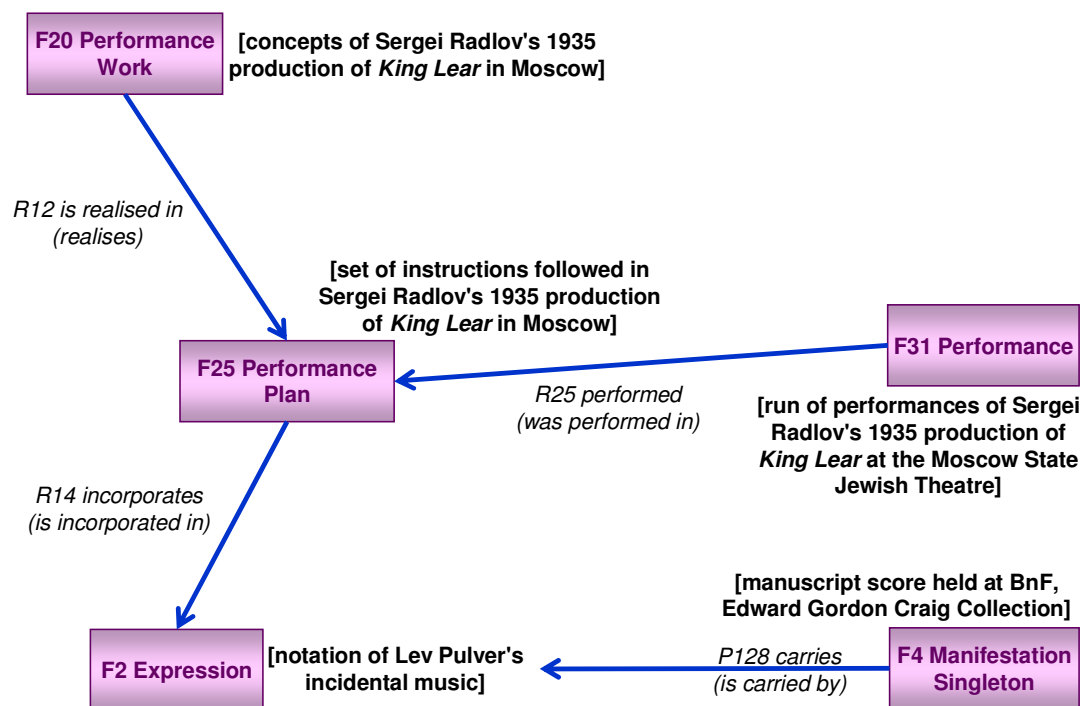 F20 Performance
Work
[concepts of Sergei Radlov's 1935
production of King Lear in Moscow]
R12 is realised in
(realises)
[set of instructions followed in
Sergei Radlov's 1935 production
of King Lear in Moscow]
F25 Performance
Plan
F31 Performance
R25 performed
(was performed in)
[run of performances of Sergei
Radlov's 1935 production of
King Lear at the Moscow State
Jewish Theatre]
R14 incorporates
(is incorporated in)
[manuscript score held at BnF,
Edward Gordon Craig Collection]
F2 Expression
[notation of Lev Pulver's
incidental music]
P128 carries
(is carried by)
F4 Manifestation
Singleton